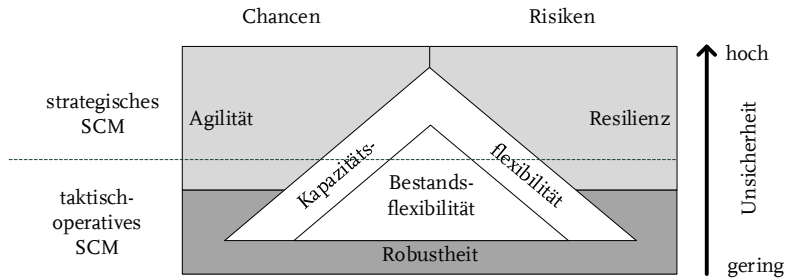 Chancen
Risiken
hoch
strategisches
SCM
Agilität
Resilienz
Kapazitäts-
flexibilität
Unsicherheit
taktisch-
operatives
SCM
Bestands-
flexibilität
Robustheit
gering